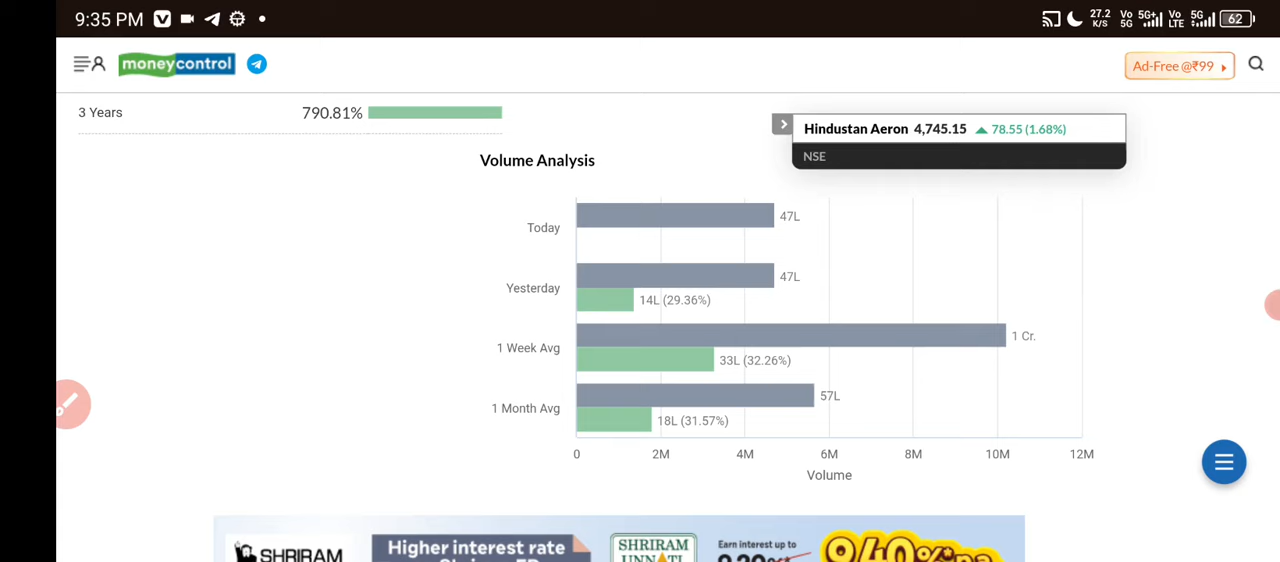 9:35 PM
27.2 K/S
Vo 5G
5G+
Vo LTE
5G
62
moneycontrol
Ad-Free @₹99
3 Years 790.81%
Hindustan Aeron 4,745.15 78.55 (1.68%)
NSE
Volume Analysis
Today 47L
Yesterday 47L
14L (29.36%)
1 Week Avg 1 Cr.
33L (32.26%)
1 Month Avg 57L
18L (31.57%)
0 2M 4M 6M 8M 10M 12M
Volume
SHRIRAM
Higher interest rate
SHRIRAM
UNNATI
Earn interest up to